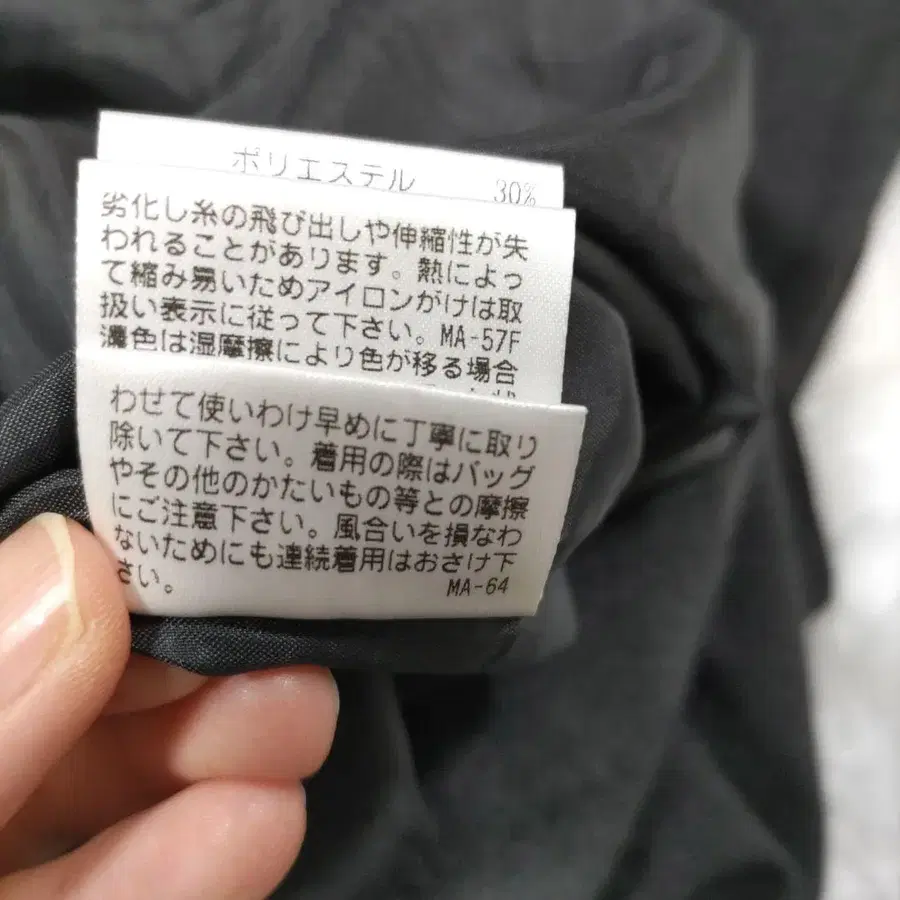 ポリエステル 30%
劣化し糸の飛び出しや伸縮性が失
われることがあります。熱によっ
て縮み易いためアイロンがけは取
扱い表示に従って下さい。MA-57F
濃色は湿摩擦により色が移る場合
わせて使いわけ早めに丁寧に取り
除いて下さい。着用の際はバッグ
やその他のかたいもの等との摩擦
にご注意下さい。風合いを損なわ
ないためにも連続着用はおさけ下
さい。 MA-64